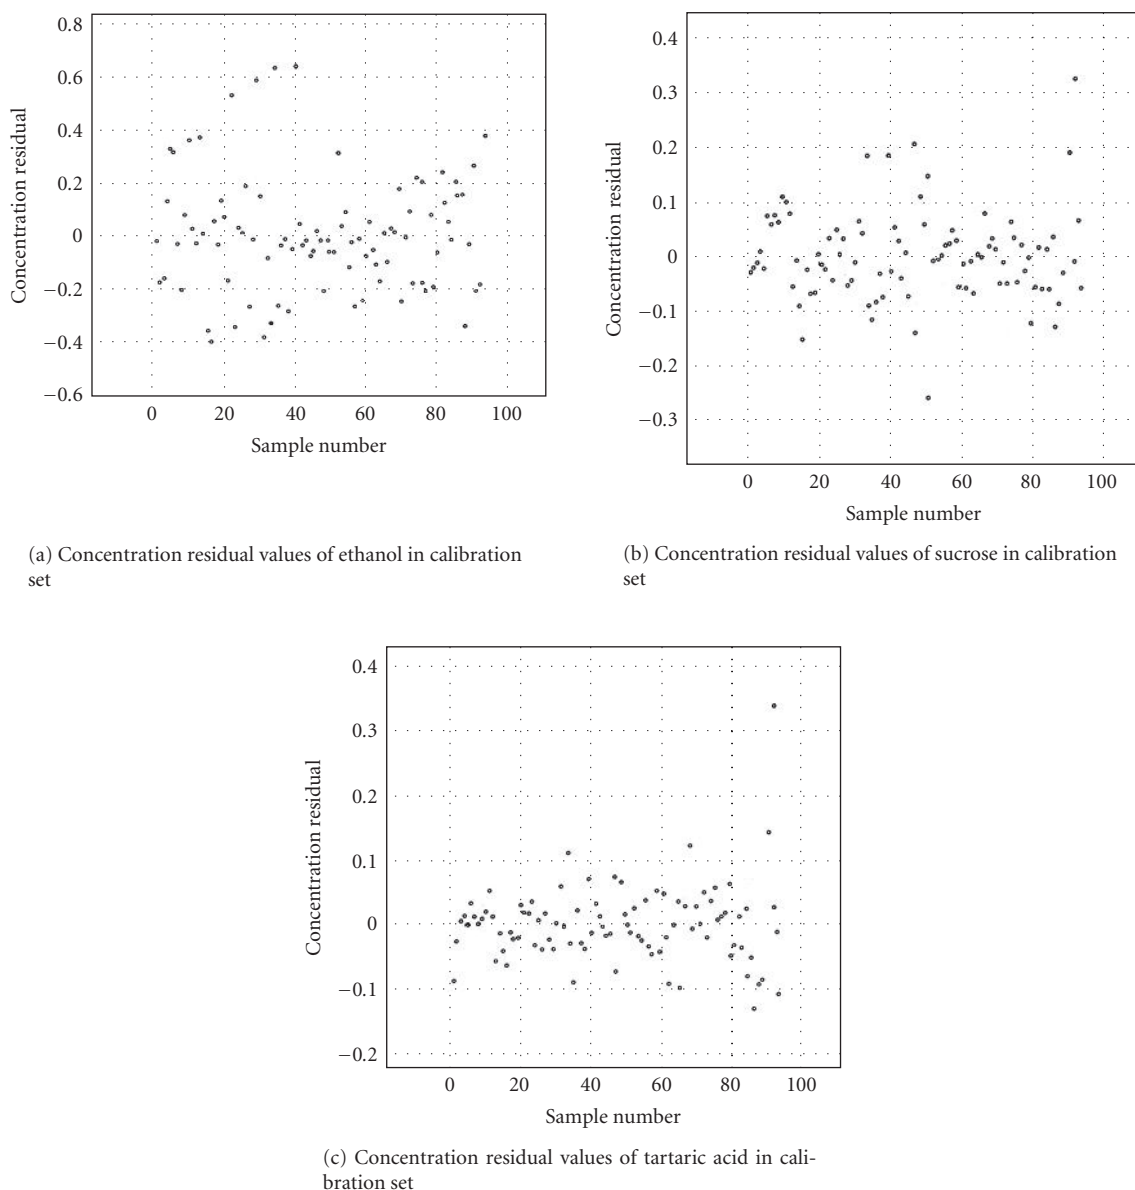 0.8
0.6
0.4
0.2
0
−0.2
−0.4
−0.6
Concentration residual
0 20 40 60 80 100
Sample number
(a) Concentration residual values of ethanol in calibration
set
0.4
0.3
0.2
0.1
0
−0.1
−0.2
−0.3
Concentration residual
0 20 40 60 80 100
Sample number
(b) Concentration residual values of sucrose in calibration
set
0.4
0.3
0.2
0.1
0
−0.1
−0.2
Concentration residual
0 20 40 60 80 100
Sample number
(c) Concentration residual values of tartaric acid in cali-
bration set